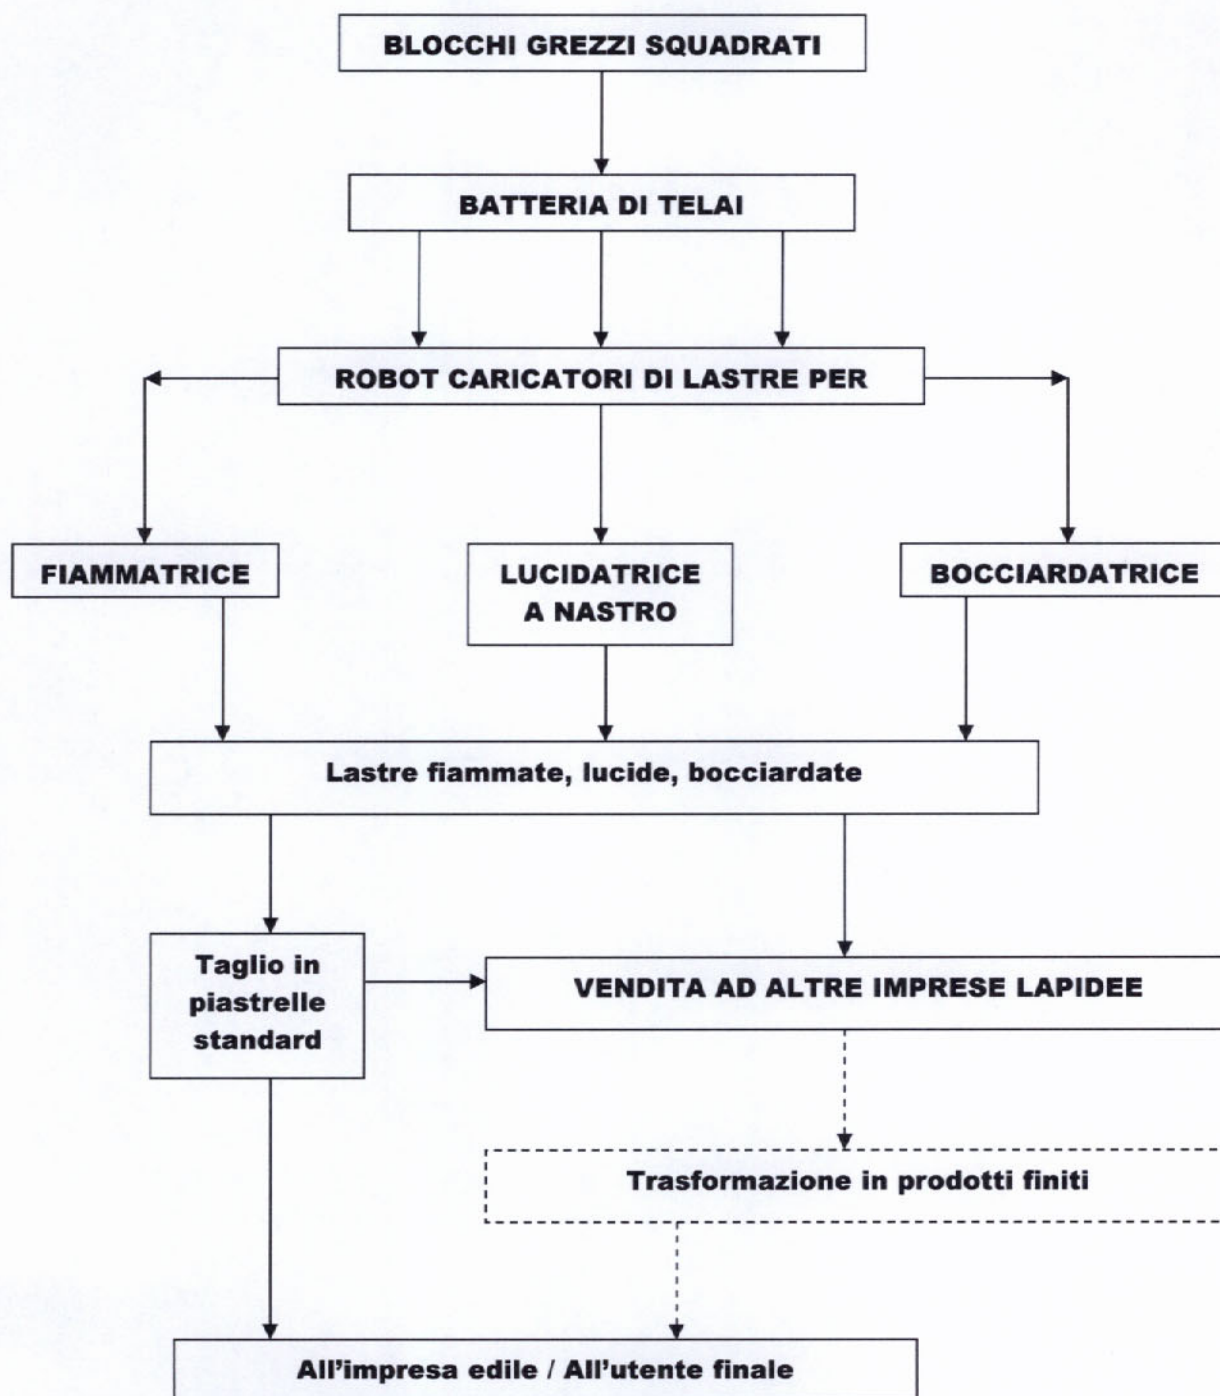 BLOCCHI GREZZI SQUADRATI
BATTERIA DI TELAI
ROBOT CARICATORI DI LASTRE PER
FIAMMATRICE
LUCIDATRICE
A NASTRO
BOCCIARDATRICE
Lastre fiammate, lucide, bocciardate
Taglio in
piastrelle
standard
VENDITA AD ALTRE IMPRESE LAPIDEE
Trasformazione in prodotti finiti
All'impresa edile / All'utente finale